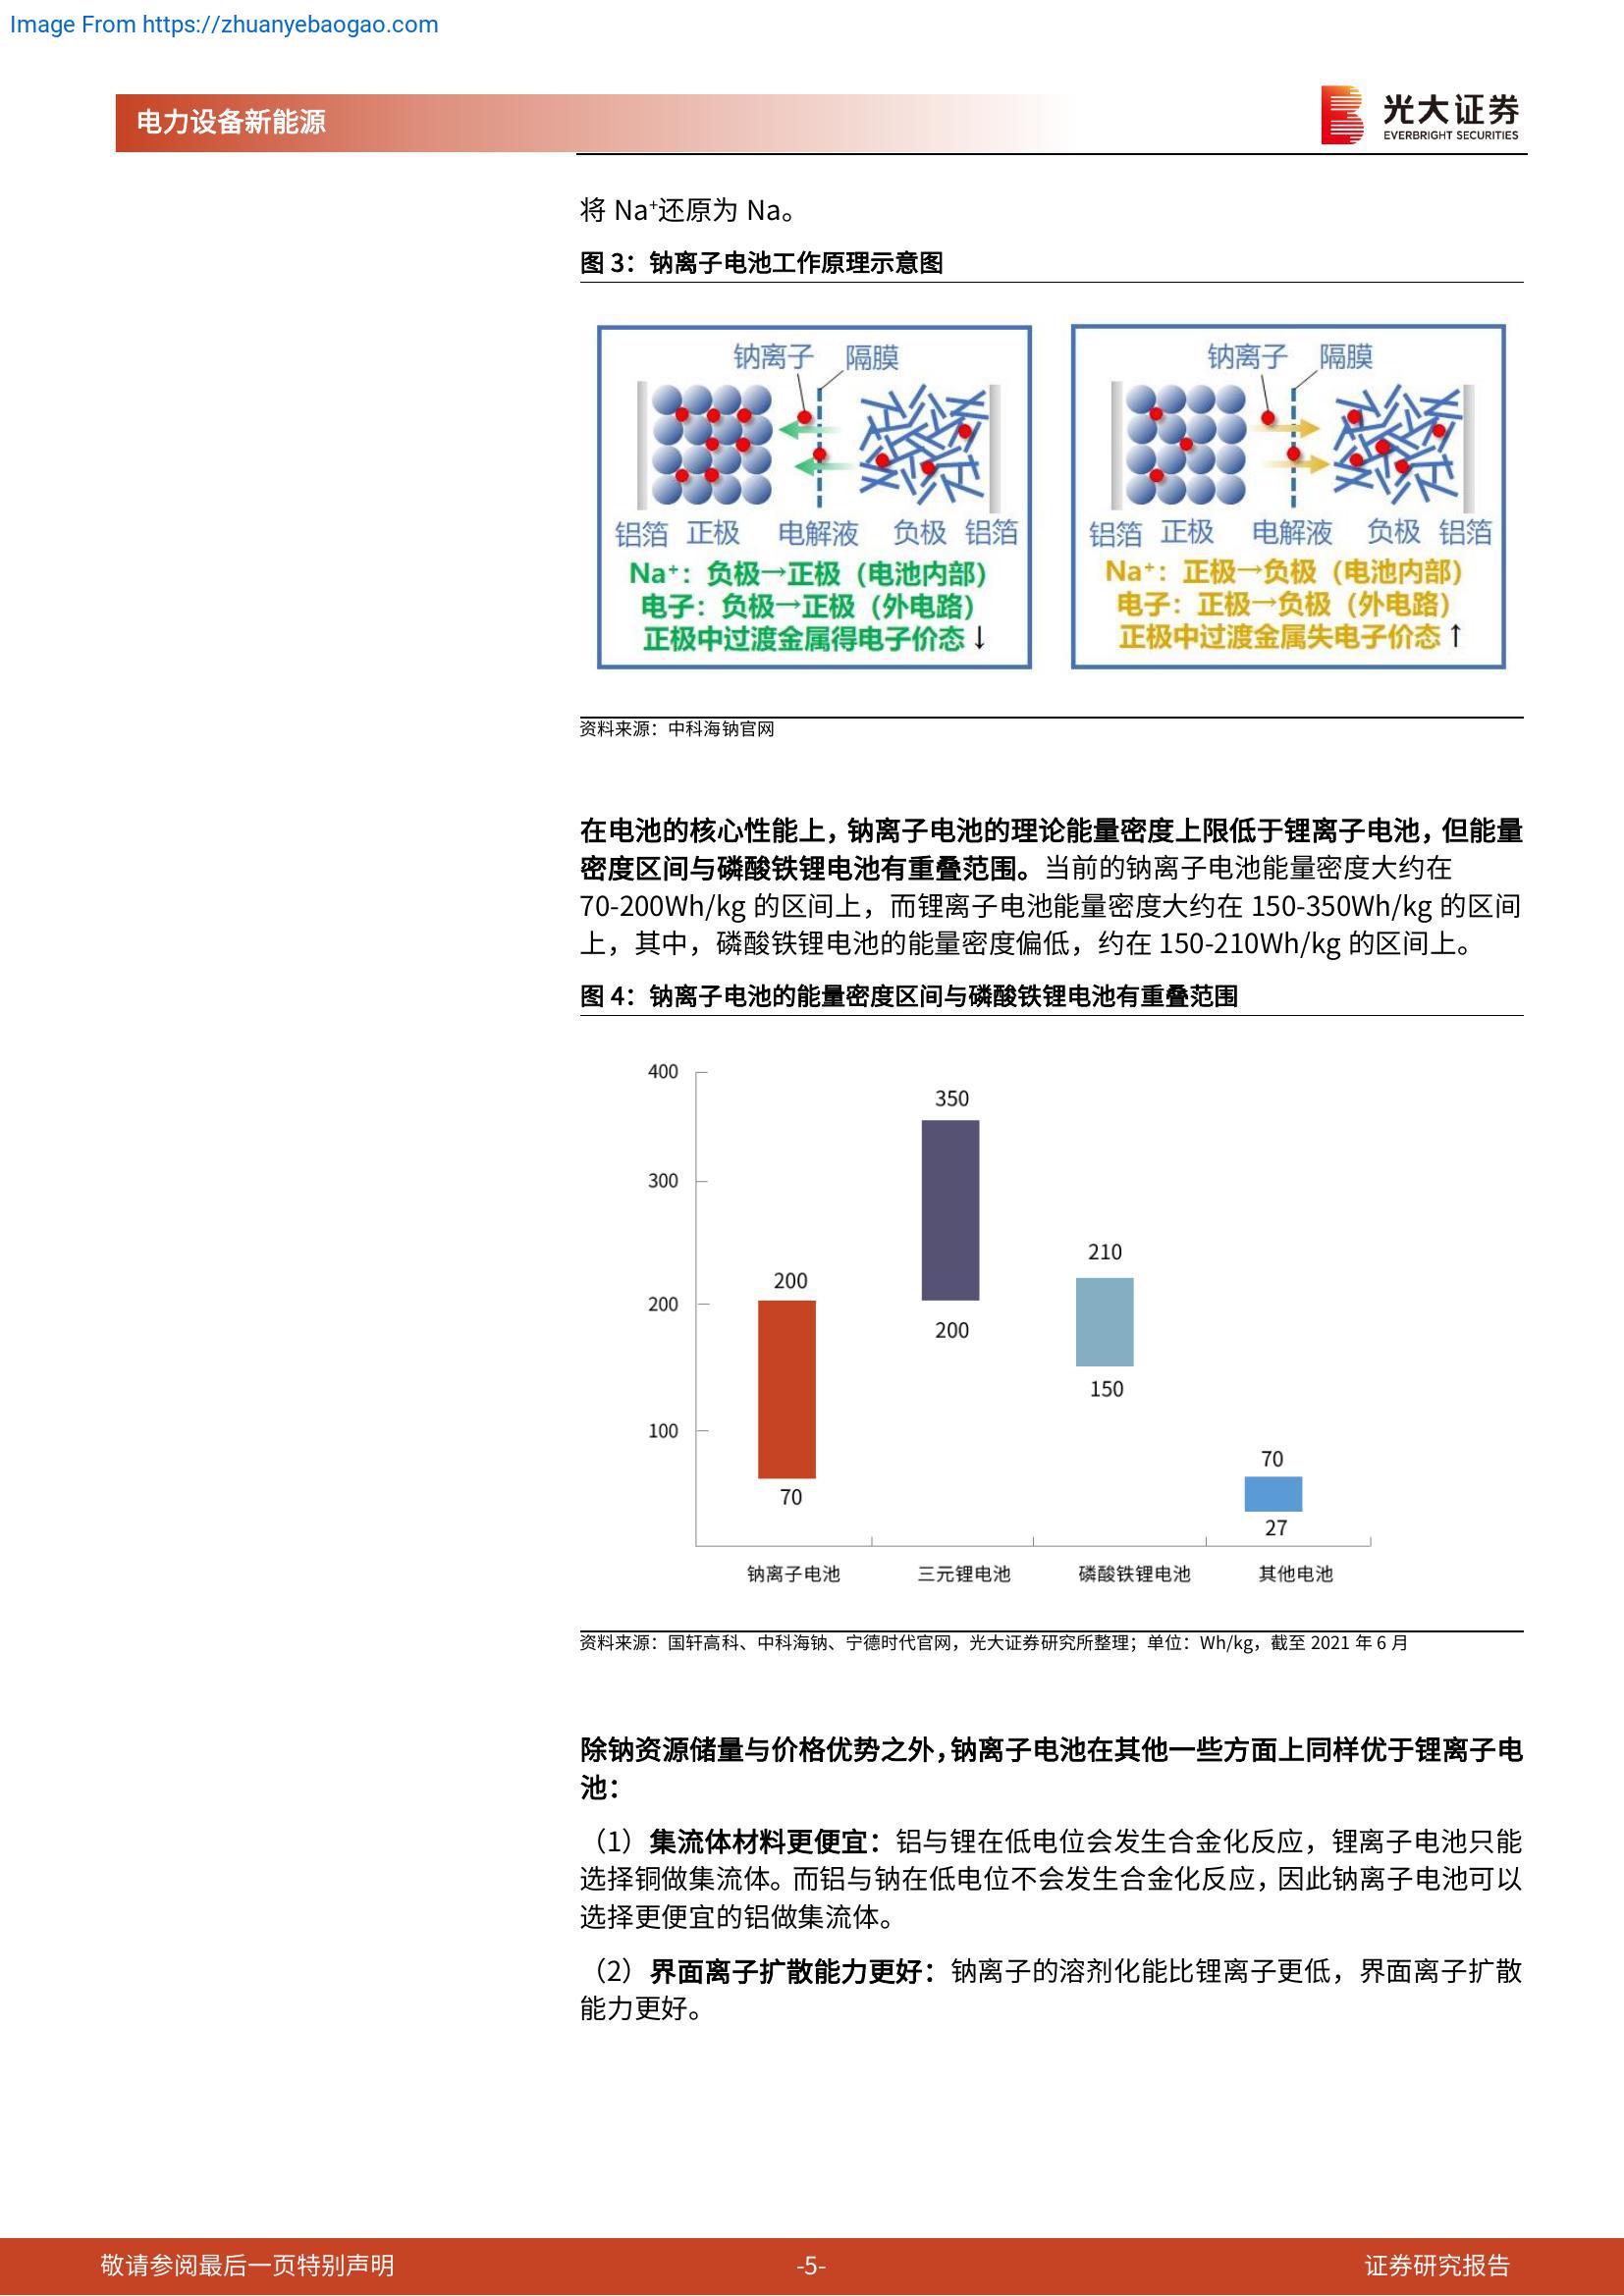 Image From https://zhuanyebaogao.com
电力设备新能源
光大证券
EVERBRIGHT SECURITIES
将 Na⁺还原为 Na。
图 3：钠离子电池工作原理示意图
钠离子 隔膜
铝箔 正极 电解液 负极 铝箔
Na⁺：负极→正极（电池内部）
电子：负极→正极（外电路）
正极中过渡金属得电子价态↓
钠离子 隔膜
铝箔 正极 电解液 负极 铝箔
Na⁺：正极→负极（电池内部）
电子：正极→负极（外电路）
正极中过渡金属失电子价态↑
资料来源：中科海钠官网
在电池的核心性能上，钠离子电池的理论能量密度上限低于锂离子电池，但能量
密度区间与磷酸铁锂电池有重叠范围。当前的钠离子电池能量密度大约在
70-200Wh/kg 的区间上，而锂离子电池能量密度大约在 150-350Wh/kg 的区间
上，其中，磷酸铁锂电池的能量密度偏低，约在 150-210Wh/kg 的区间上。
图 4：钠离子电池的能量密度区间与磷酸铁锂电池有重叠范围
400
300
200
100
200
70
350
200
210
150
70
27
钠离子电池 三元锂电池 磷酸铁锂电池 其他电池
资料来源：国轩高科、中科海钠、宁德时代官网，光大证券研究所整理；单位：Wh/kg，截至 2021 年 6 月
除钠资源储量与价格优势之外，钠离子电池在其他一些方面上同样优于锂离子电
池：
（1）集流体材料更便宜：铝与锂在低电位会发生合金化反应，锂离子电池只能
选择铜做集流体。而铝与钠在低电位不会发生合金化反应，因此钠离子电池可以
选择更便宜的铝做集流体。
（2）界面离子扩散能力更好：钠离子的溶剂化能比锂离子更低，界面离子扩散
能力更好。
敬请参阅最后一页特别声明
-5-
证券研究报告